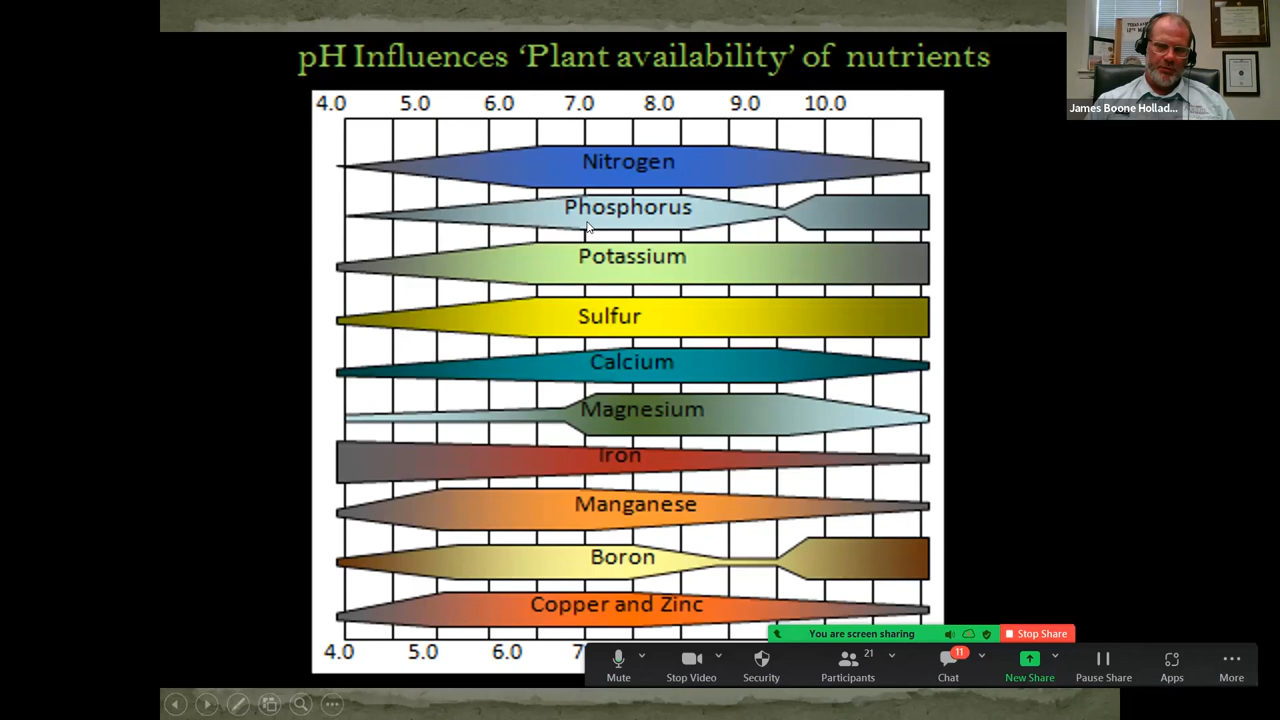 pH Influences ‘Plant availability’ of nutrients
James Boone Hollad...
4.0 5.0 6.0 7.0 8.0 9.0 10.0
Nitrogen
Phosphorus
Potassium
Sulfur
Calcium
Magnesium
Iron
Manganese
Boron
Copper and Zinc
4.0 5.0 6.0 7
You are screen sharing
Stop Share
21
11
Mute
Stop Video
Security
Participants
Chat
New Share
Pause Share
Apps
More